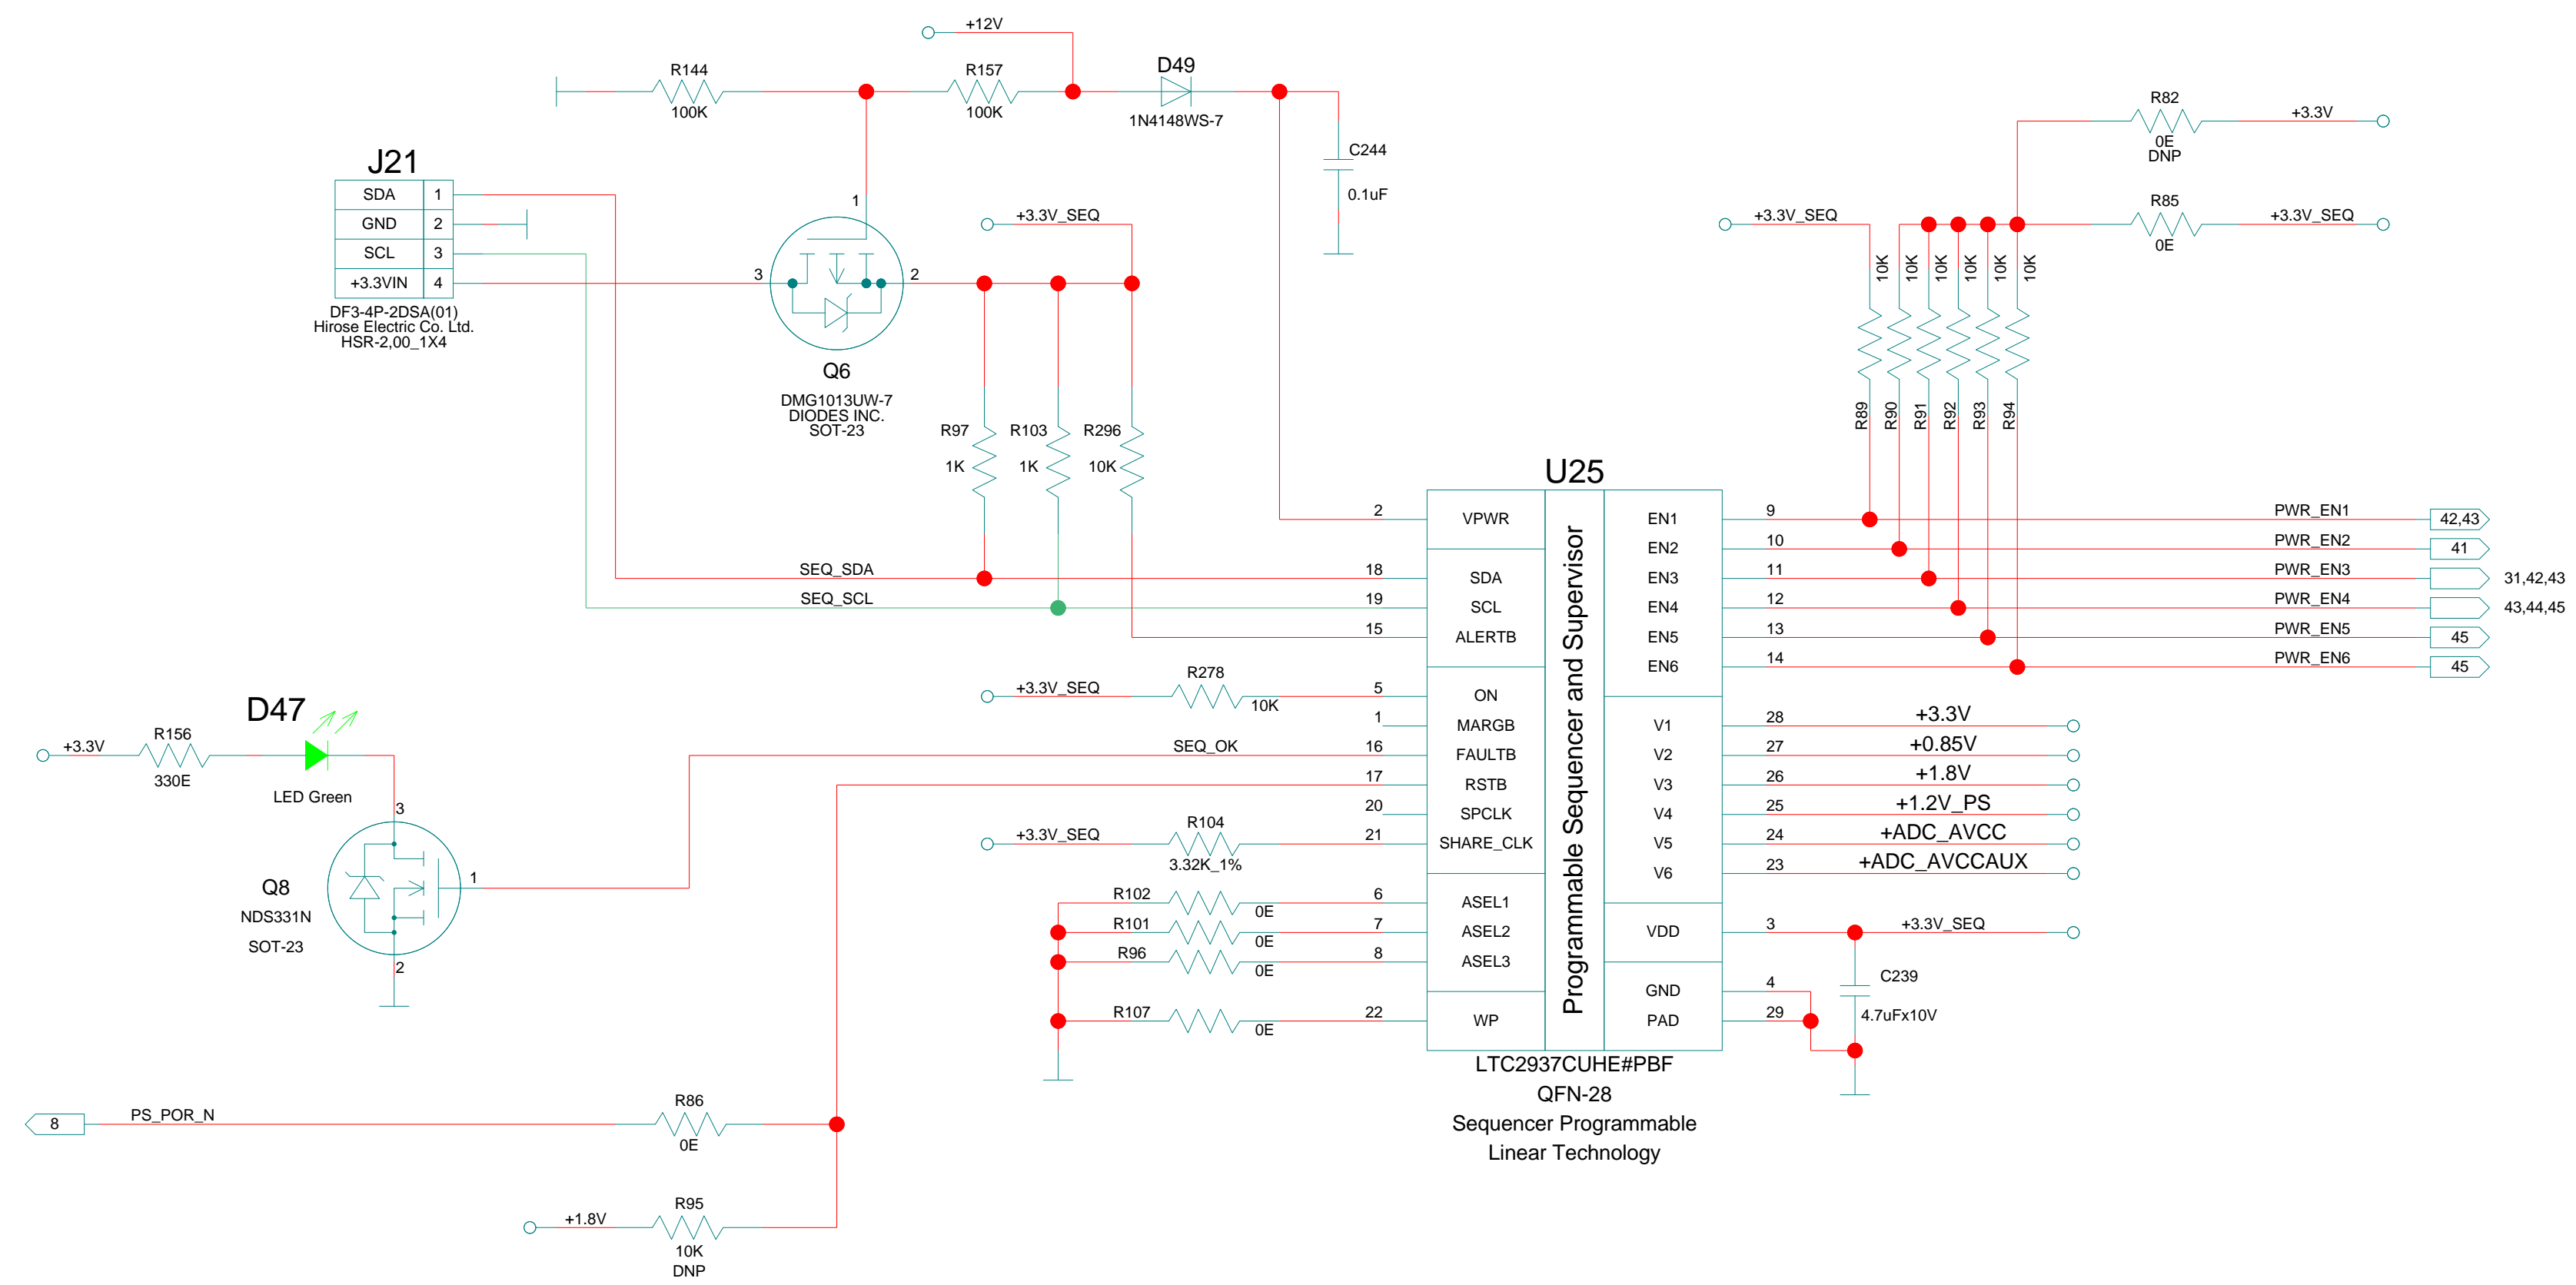 +12V
R144
100K
R157
100K
D49
1N4148WS-7
C244
0.1uF
J21
SDA 1
GND 2
SCL 3
+3.3VIN 4
DF3-4P-2DSA(01)
Hirose Electric Co. Ltd.
HSR-2,00_1X4
1
3
2
Q6
DMG1013UW-7
DIODES INC.
SOT-23
+3.3V_SEQ
R97
1K
R103
1K
R296
10K
R82
0E
DNP
+3.3V
R85
0E
+3.3V_SEQ
+3.3V_SEQ
10K
10K
10K
10K
10K
10K
R89
R90
R91
R92
R93
R94
U25
Programmable Sequencer and Supervisor
2 VPWR
SEQ_SDA 18 SDA
SEQ_SCL 19 SCL
15 ALERTB
+3.3V_SEQ R278 10K 5 ON
1 MARGB
SEQ_OK 16 FAULTB
17 RSTB
20 SPCLK
+3.3V_SEQ R104 3.32K_1% 21 SHARE_CLK
R102 0E 6 ASEL1
R101 0E 7 ASEL2
R96 0E 8 ASEL3
R107 0E 22 WP
EN1 9 PWR_EN1 42,43
EN2 10 PWR_EN2 41
EN3 11 PWR_EN3 31,42,43
EN4 12 PWR_EN4 43,44,45
EN5 13 PWR_EN5 45
EN6 14 PWR_EN6 45
V1 28 +3.3V
V2 27 +0.85V
V3 26 +1.8V
V4 25 +1.2V_PS
V5 24 +ADC_AVCC
V6 23 +ADC_AVCCAUX
VDD 3 +3.3V_SEQ
GND 4
PAD 29
C239
4.7uFx10V
LTC2937CUHE#PBF
QFN-28
Sequencer Programmable
Linear Technology
D47
+3.3V
R156
330E
LED Green
3
1
2
Q8
NDS331N
SOT-23
8 PS_POR_N
R86
0E
+1.8V
R95
10K
DNP